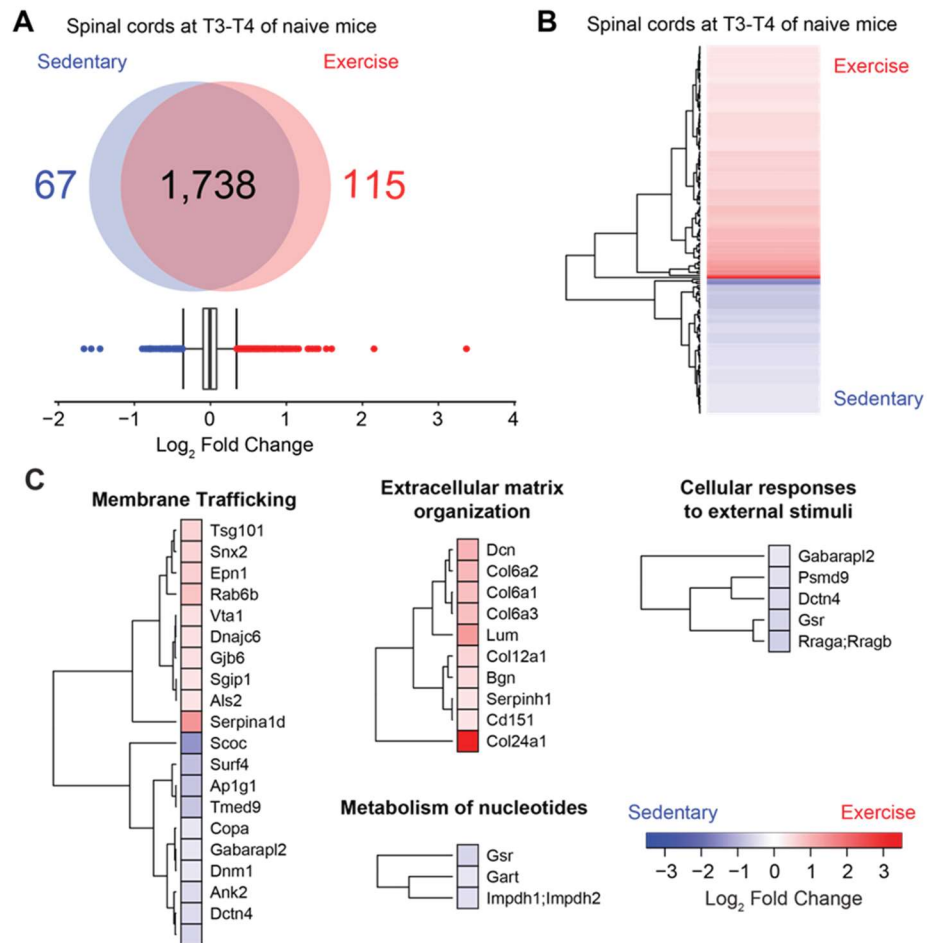 A
Spinal cords at T3-T4 of naive mice
Sedentary
Exercise
67
1,738
115
−2
−1
0
1
2
3
4
Log2 Fold Change
B
Spinal cords at T3-T4 of naive mice
Exercise
Sedentary
C
Membrane Trafficking
Tsg101
Snx2
Epn1
Rab6b
Vta1
Dnajc6
Gjb6
Sgip1
Als2
Serpina1d
Scoc
Surf4
Ap1g1
Tmed9
Copa
Gabarapl2
Dnm1
Ank2
Dctn4
Extracellular matrix
organization
Dcn
Col6a2
Col6a1
Col6a3
Lum
Col12a1
Bgn
Serpinh1
Cd151
Col24a1
Cellular responses
to external stimuli
Gabarapl2
Psmd9
Dctn4
Gsr
Rraga;Rragb
Metabolism of nucleotides
Gsr
Gart
Impdh1;Impdh2
Sedentary
Exercise
−3
−2
−1
0
1
2
3
Log2 Fold Change